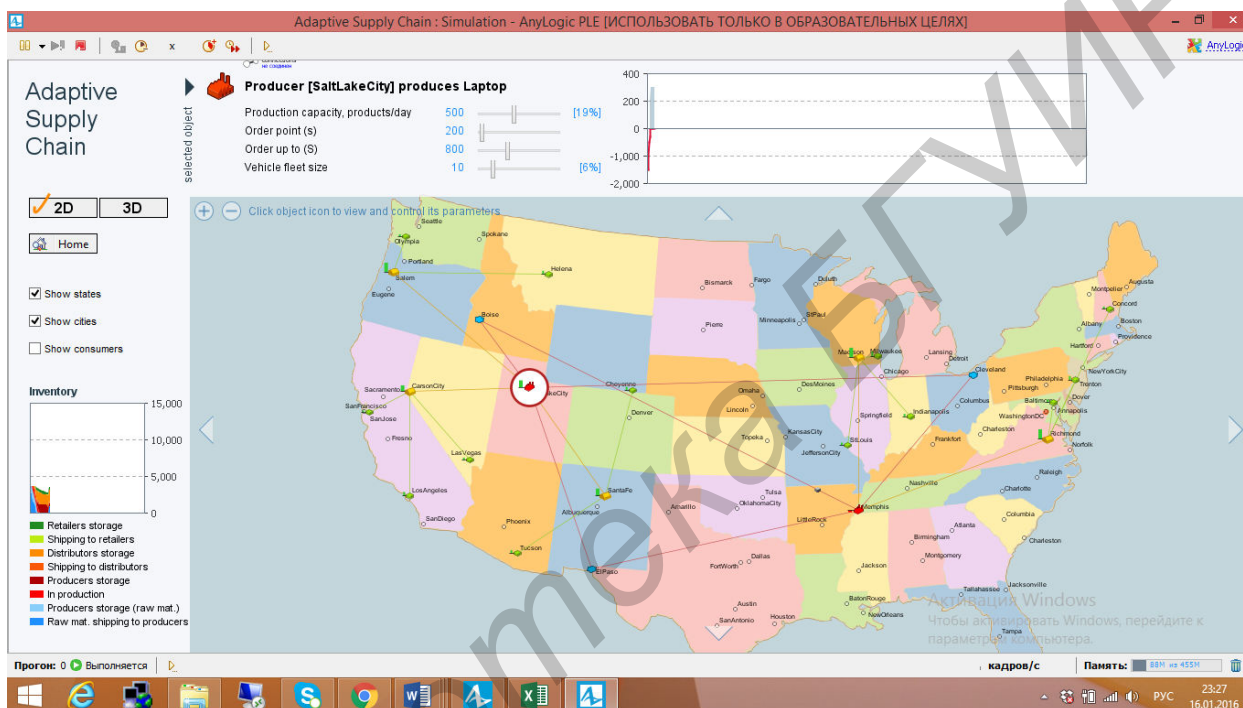 Adaptive Supply Chain : Simulation - AnyLogic PLE [ИСПОЛЬЗОВАТЬ ТОЛЬКО В ОБРАЗОВАТЕЛЬНЫХ ЦЕЛЯХ]
AnyLogi
Adaptive
Supply
Chain
selected object
не соединен
Producer [SaltLakeCity] produces Laptop
Production capacity, products/day 500 [19%]
Order point (s) 200
Order up to (S) 800
Vehicle fleet size 10 [6%]
400
200
0
-1,000
-2,000
2D 3D
Home
Show states
Show cities
Show consumers
Click object icon to view and control its parameters
Seattle
Olympia
Spokane
Portland
Salem
Eugene
Helena
Boise
Bismarck
Fargo
Duluth
Pierre
Minneapolis
StPaul
Madison
Milwaukee
Lansing
Detroit
Chicago
Cleveland
Montpelier
Augusta
Concord
Albany
Boston
Providence
Hartford
NewYorkCity
Philadelphia
Trenton
Pittsburgh
Baltimore
Dover
Annapolis
WashingtonDC
Richmond
Norfolk
Charleston
Columbus
Indianapolis
Springfield
StLouis
Frankfort
DesMoines
Omaha
Lincoln
Topeka
KansasCity
JeffersonCity
Cheyenne
Denver
keCity
Sacramento
CarsonCity
SanFrancisco
SanJose
Fresno
LasVegas
LosAngeles
SanDiego
Phoenix
Tucson
Albuquerque
SantaFe
ElPaso
Amarillo
Tulsa
OklahomaCity
LittleRock
Memphis
Nashville
Raleigh
Charlotte
Columbia
Charleston
Atlanta
Birmingham
Montgomery
Jackson
Dallas
FortWorth
Austin
SanAntonio
Houston
BatonRouge
NewOrleans
Tallahassee
Jacksonville
Tampa
Inventory
15,000
10,000
5,000
0
Retailers storage
Shipping to retailers
Distributors storage
Shipping to distributors
Producers storage
In production
Producers storage (raw mat.)
Raw mat. shipping to producers
Активация Windows
Чтобы активировать Windows, перейдите к
параметрам компьютера.
Прогон: 0 Выполняется
кадров/с
Память: 88M из 455M
РУС
23:27
16.01.2016
отека БГУИР